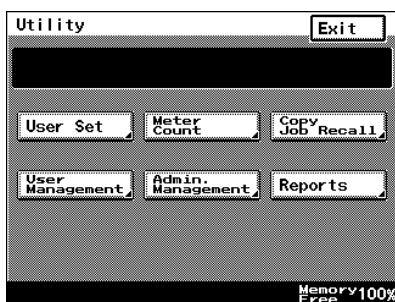 Utility
Exit
User Set
Meter
Count
Copy
Job Recall
User
Management
Admin.
Management
Reports
Memory
Free 100%